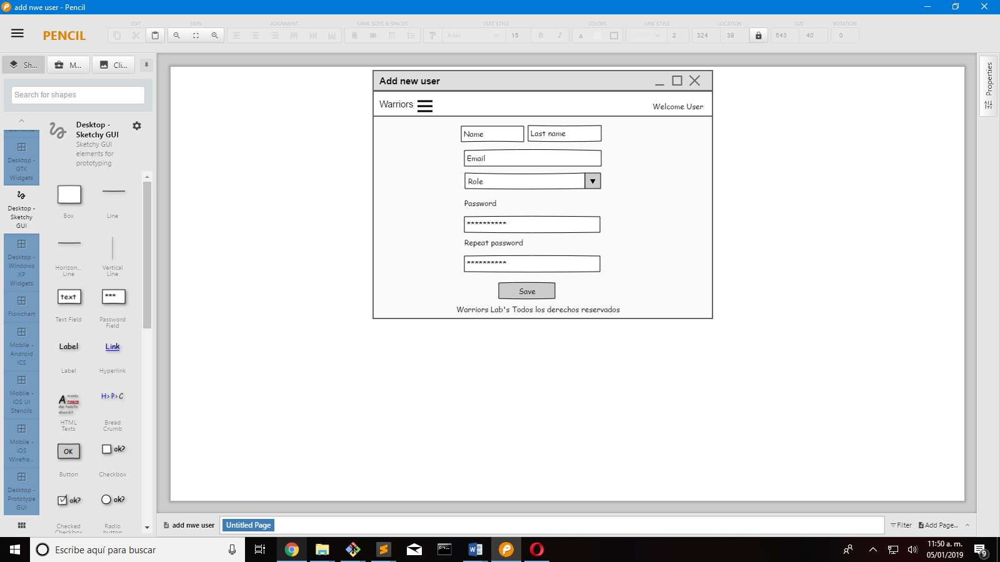 add nwe user - Pencil
PENCIL
EDIT
100%
ALIGNMENT
SAME SIZES & SPACES
TEXT STYLE
COLORS
LINE STYLE
LOCATION
SIZE
ROTATION
Arial
15
B
I
A
2
324
39
543
40
0
Sh...
M...
Cli...
Search for shapes
Desktop -
Sketchy GUI
Sketchy GUI
elements for
prototyping
Desktop -
GTK
Widgets
Desktop -
Sketchy
GUI
Desktop -
Windows
XP
Widgets
Flowchart
Mobile -
Android
ICS
Mobile -
iOS UI
Stencils
Mobile -
iOS
Wirefra...
Desktop -
Prototype
GUI
Box
Line
Horizon...
Line
Vertical
Line
text
***
Text Field
Password
Field
Label
Link
Label
Hyperlink
H>P>C
HTML
Texts
Bread
Crumb
OK
ok?
Button
Checkbox
ok?
ok?
Checked
Checkbox
Radio
button
Add new user
Warriors
Welcome User
Name
Last name
Email
Role
Password
**********
Repeat password
**********
Save
Warriors Lab's Todos los derechos reservados
Properties
add nwe user
Untitled Page
Filter
Add Page...
Escribe aquí para buscar
11:50 a. m.
05/01/2019
9